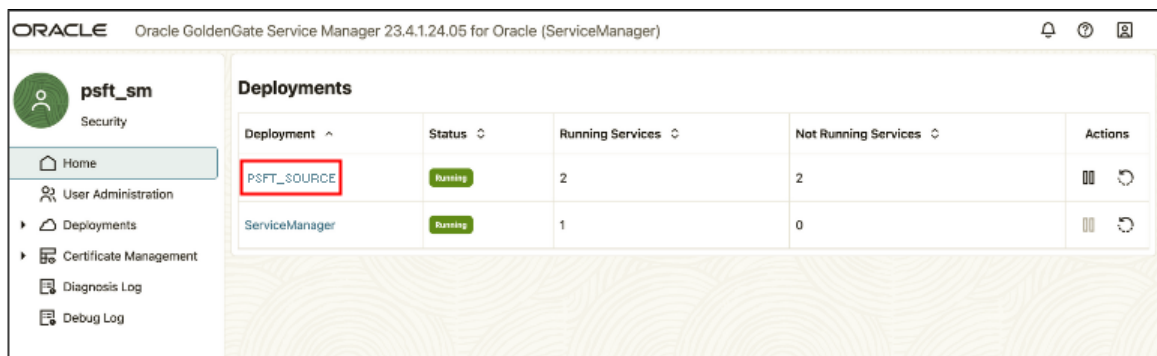 ORACLE Oracle GoldenGate Service Manager 23.4.1.24.05 for Oracle (ServiceManager)
psft_sm
Security
Home
User Administration
Deployments
Certificate Management
Diagnosis Log
Debug Log
Deployments
Deployment Status Running Services Not Running Services Actions
PSFT_SOURCE Running 2 2
ServiceManager Running 1 0